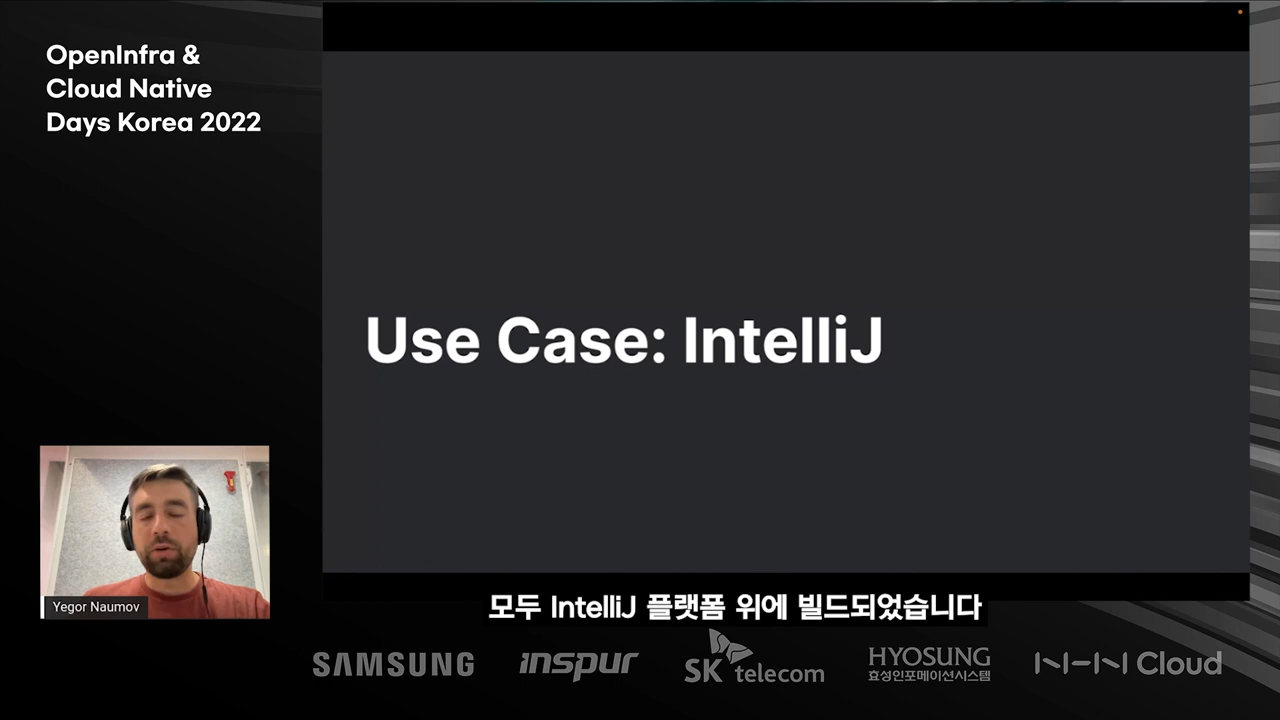 OpenInfra &
Cloud Native
Days Korea 2022
Use Case: IntelliJ
Yegor Naumov
모두 IntelliJ 플랫폼 위에 빌드되었습니다
SAMSUNG
inspur
SK telecom
HYOSUNG
효성인포메이션시스템
NHN Cloud